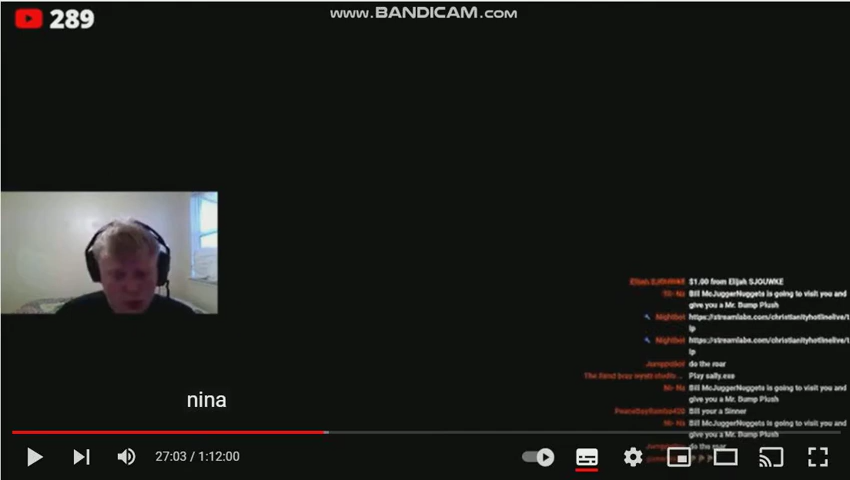 289
www.BANDICAM.com
Elijah SJOUWKE $1.00 from Elijah SJOUWKE
Bill McJuggerNuggets is going to visit you and
give you a Mr. Bump Plush
Nightbot https://streamlabs.com/christianityhotlinelive/t
ip
Nightbot https://streamlabs.com/christianityhotlinelive/t
ip
do the roar
Play sally.exe
Bill McJuggerNuggets is going to visit you and
give you a Mr. Bump Plush
Bill your a Sinner
Bill McJuggerNuggets is going to visit you and
give you a Mr. Bump Plush
do the roar
nina
27:03 / 1:12:00